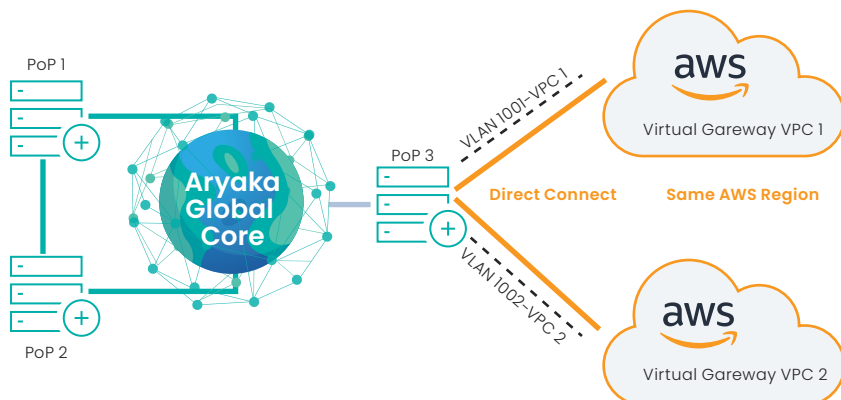 PoP 1
PoP 2
Aryaka
Global
Core
PoP 3
VLAN 1001-VPC 1
VLAN 1002-VPC 2
Direct Connect
Same AWS Region
aws
Virtual Gareway VPC 1
aws
Virtual Gareway VPC 2